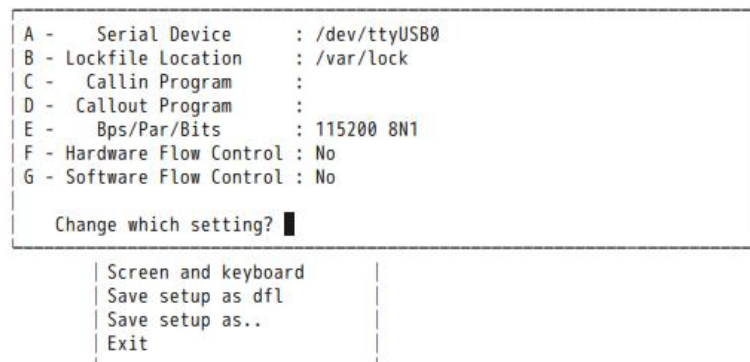 A -    Serial Device      : /dev/ttyUSB0
B - Lockfile Location     : /var/lock
C -   Callin Program      :
D -  Callout Program      :
E -    Bps/Par/Bits       : 115200 8N1
F - Hardware Flow Control : No
G - Software Flow Control : No
Change which setting?
Screen and keyboard
Save setup as dfl
Save setup as..
Exit